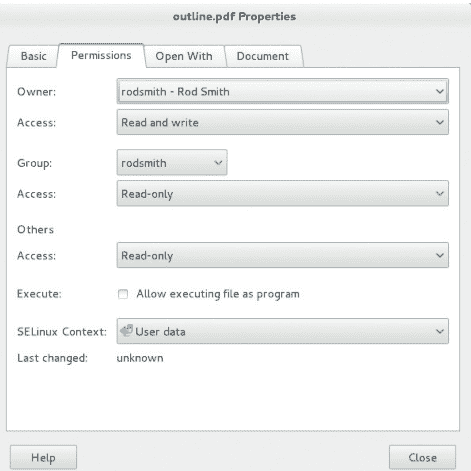 outline.pdf Properties
Basic Permissions Open With Document
Owner: rodsmith - Rod Smith
Access: Read and write
Group: rodsmith
Access: Read-only
Others
Access: Read-only
Execute: Allow executing file as program
SELinux Context: User data
Last changed: unknown
Help Close